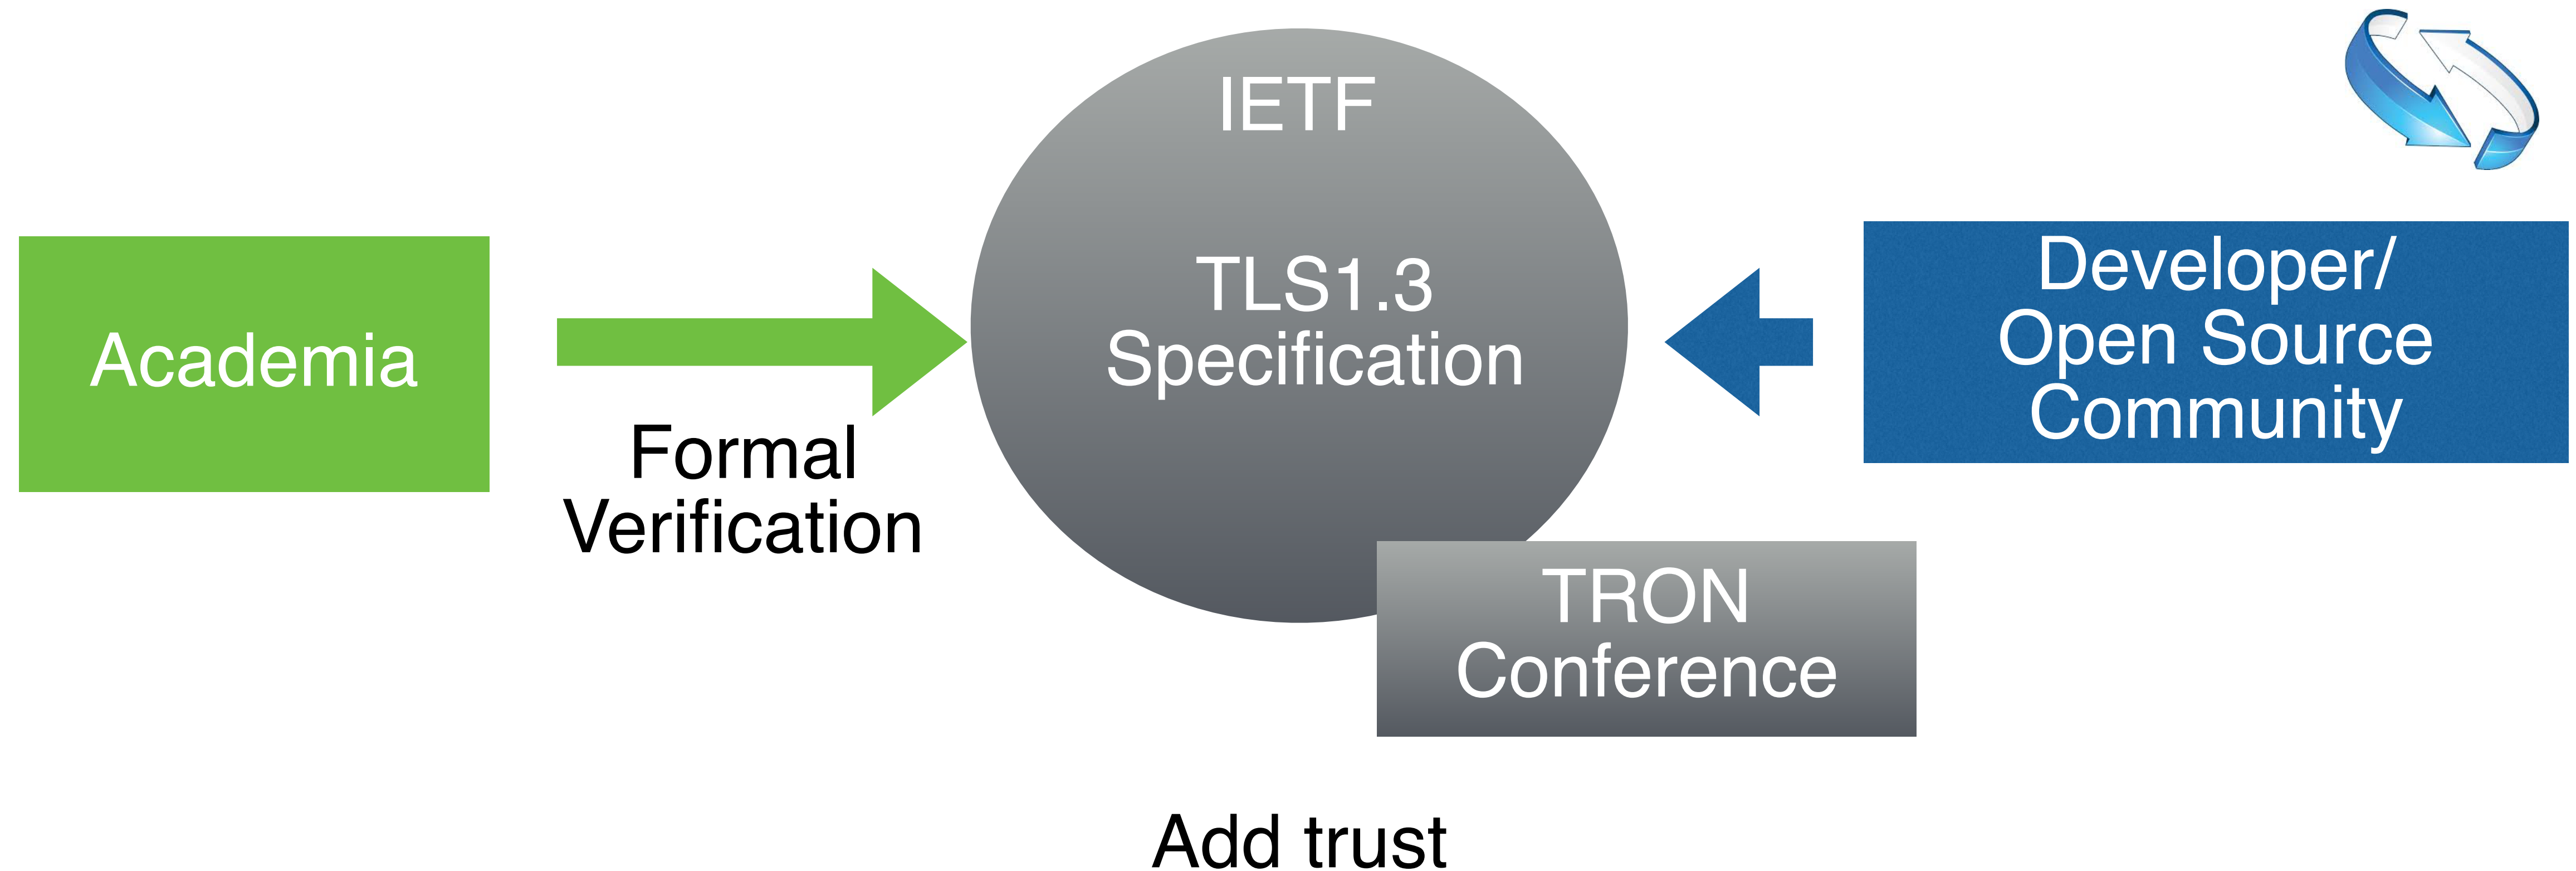 IETF
TLS1.3
Specification
Academia
Formal
Verification
Developer/
Open Source
Community
TRON
Conference
Add trust